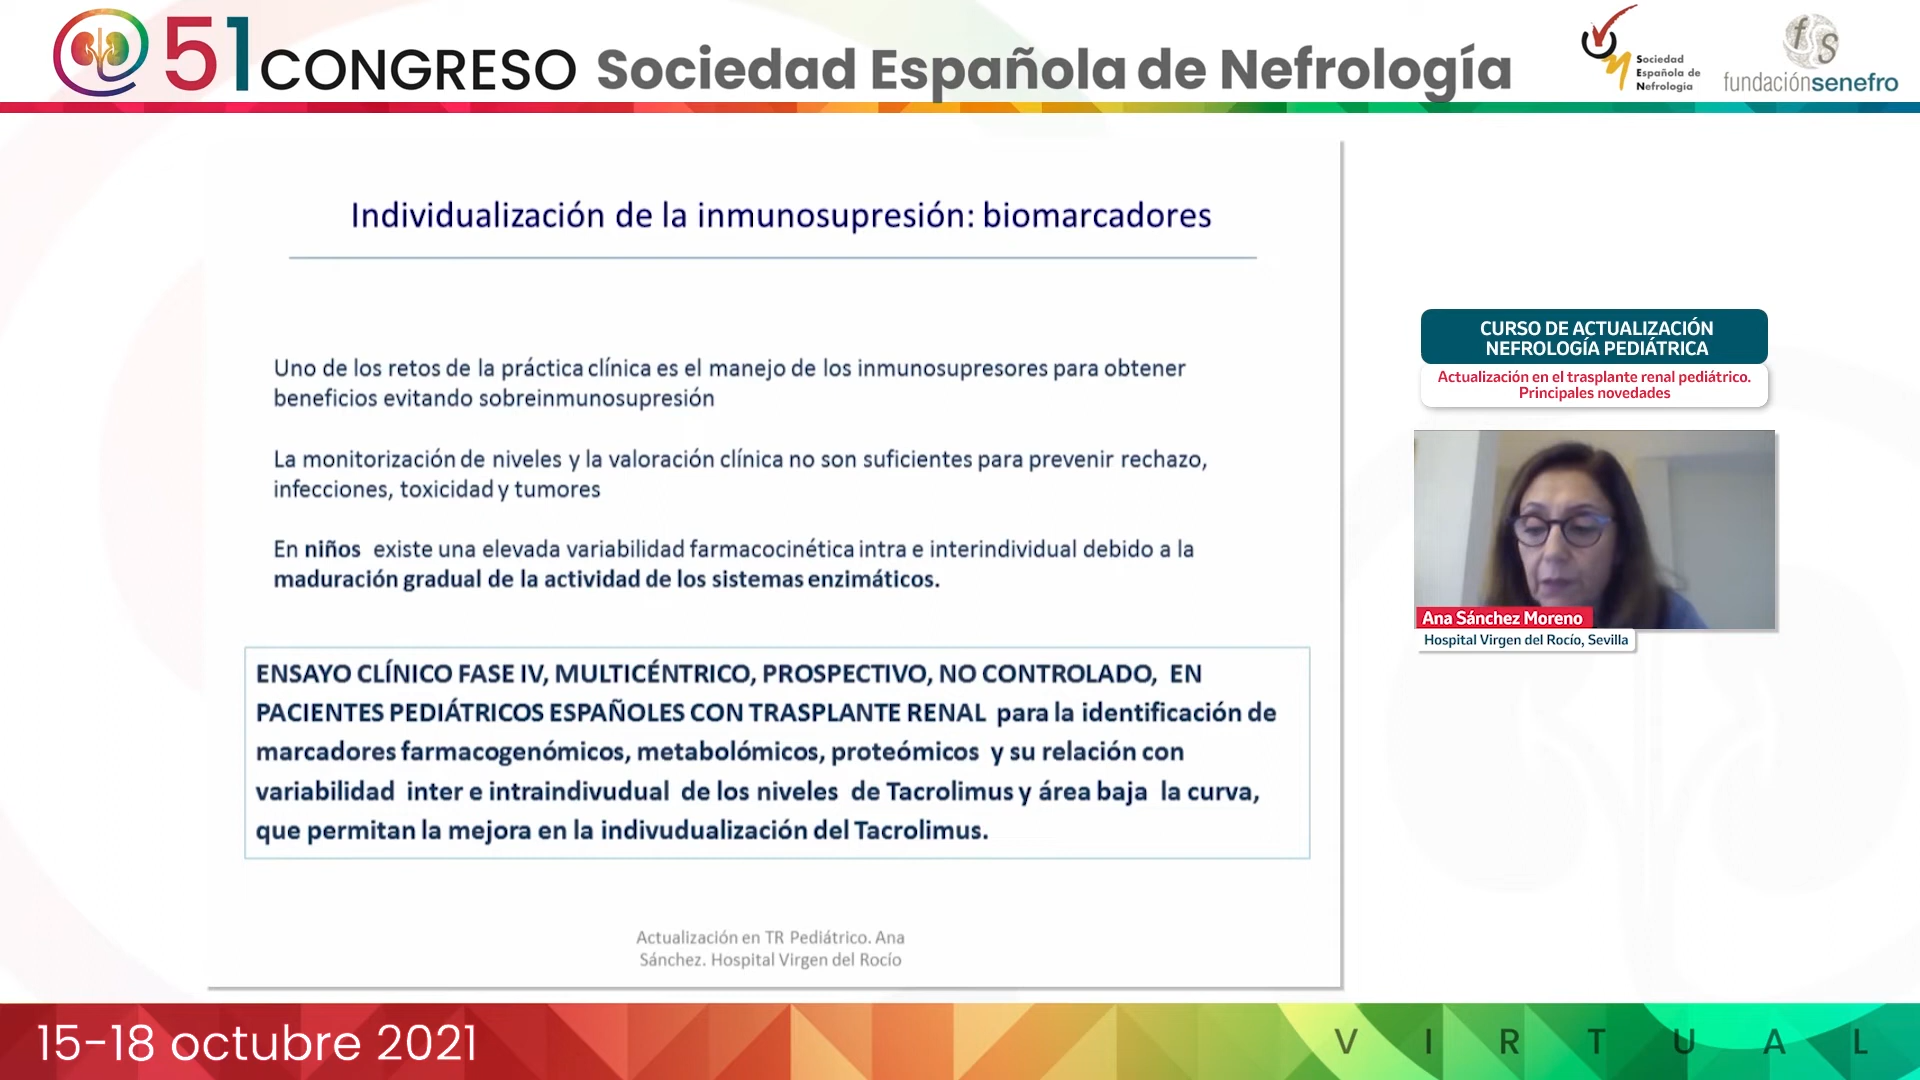 51 CONGRESO Sociedad Española de Nefrología
Sociedad
Española de
Nefrología
fs
fundaciónsenefro
Individualización de la inmunosupresión: biomarcadores
Uno de los retos de la práctica clínica es el manejo de los inmunosupresores para obtener
beneficios evitando sobreinmunosupresión
La monitorización de niveles y la valoración clínica no son suficientes para prevenir rechazo,
infecciones, toxicidad y tumores
En niños existe una elevada variabilidad farmacocinética intra e interindividual debido a la
maduración gradual de la actividad de los sistemas enzimáticos.
ENSAYO CLÍNICO FASE IV, MULTICÉNTRICO, PROSPECTIVO, NO CONTROLADO, EN
PACIENTES PEDIÁTRICOS ESPAÑOLES CON TRASPLANTE RENAL para la identificación de
marcadores farmacogenómicos, metabolómicos, proteómicos y su relación con
variabilidad inter e intraindivudual de los niveles de Tacrolimus y área baja la curva,
que permitan la mejora en la indivudualización del Tacrolimus.
Actualización en TR Pediátrico. Ana
Sánchez. Hospital Virgen del Rocío
CURSO DE ACTUALIZACIÓN
NEFROLOGÍA PEDIÁTRICA
Actualización en el trasplante renal pediátrico.
Principales novedades
Ana Sánchez Moreno
Hospital Virgen del Rocío, Sevilla
15-18 octubre 2021
VIRTUAL